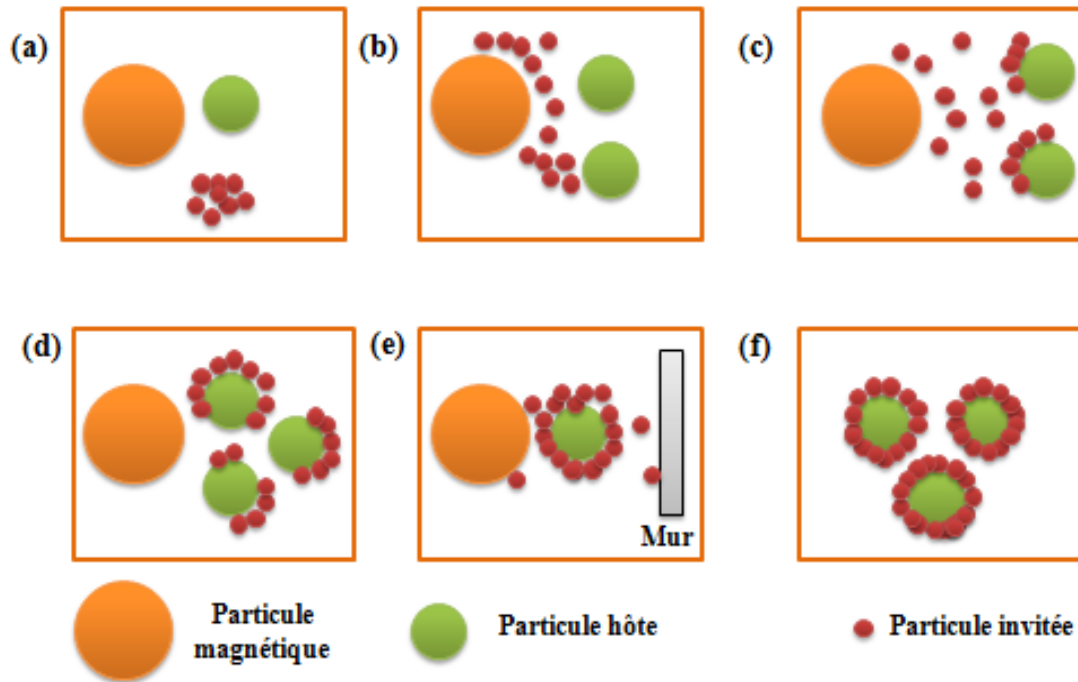 (a)
(b)
(c)
(d)
(e)
(f)
Mur
Particule
magnétique
Particule hôte
Particule invitée